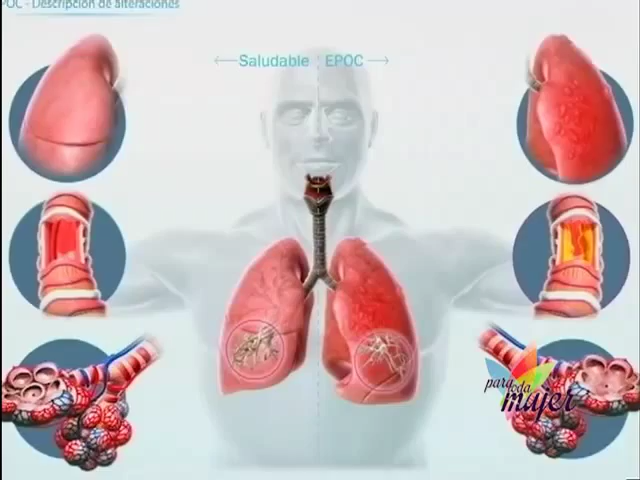 POC - Descripción de alteraciones
Saludable
EPOC
para
toda
mujer